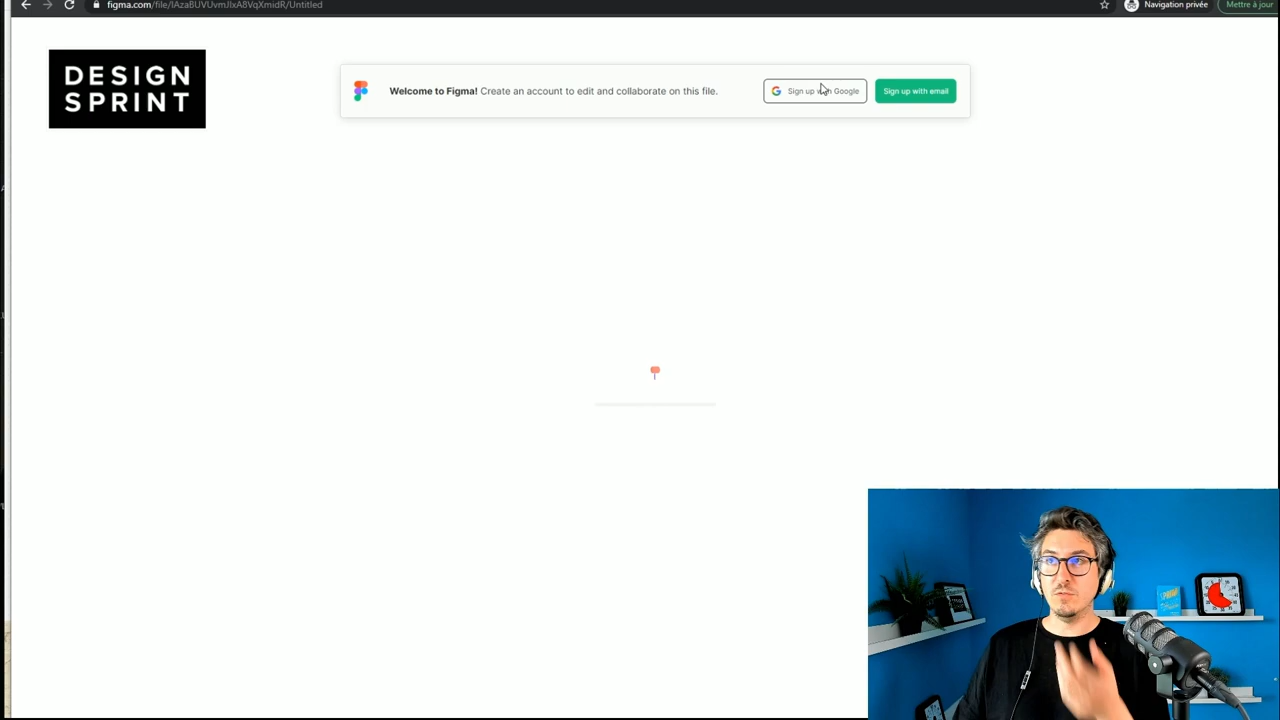 figma.com/file/IAzaBUVUvmJlxA8VqXmidR/Untitled
Navigation privée
Mettre à jour
DESIGN
SPRINT
Welcome to Figma! Create an account to edit and collaborate on this file.
Sign up with Google
Sign up with email